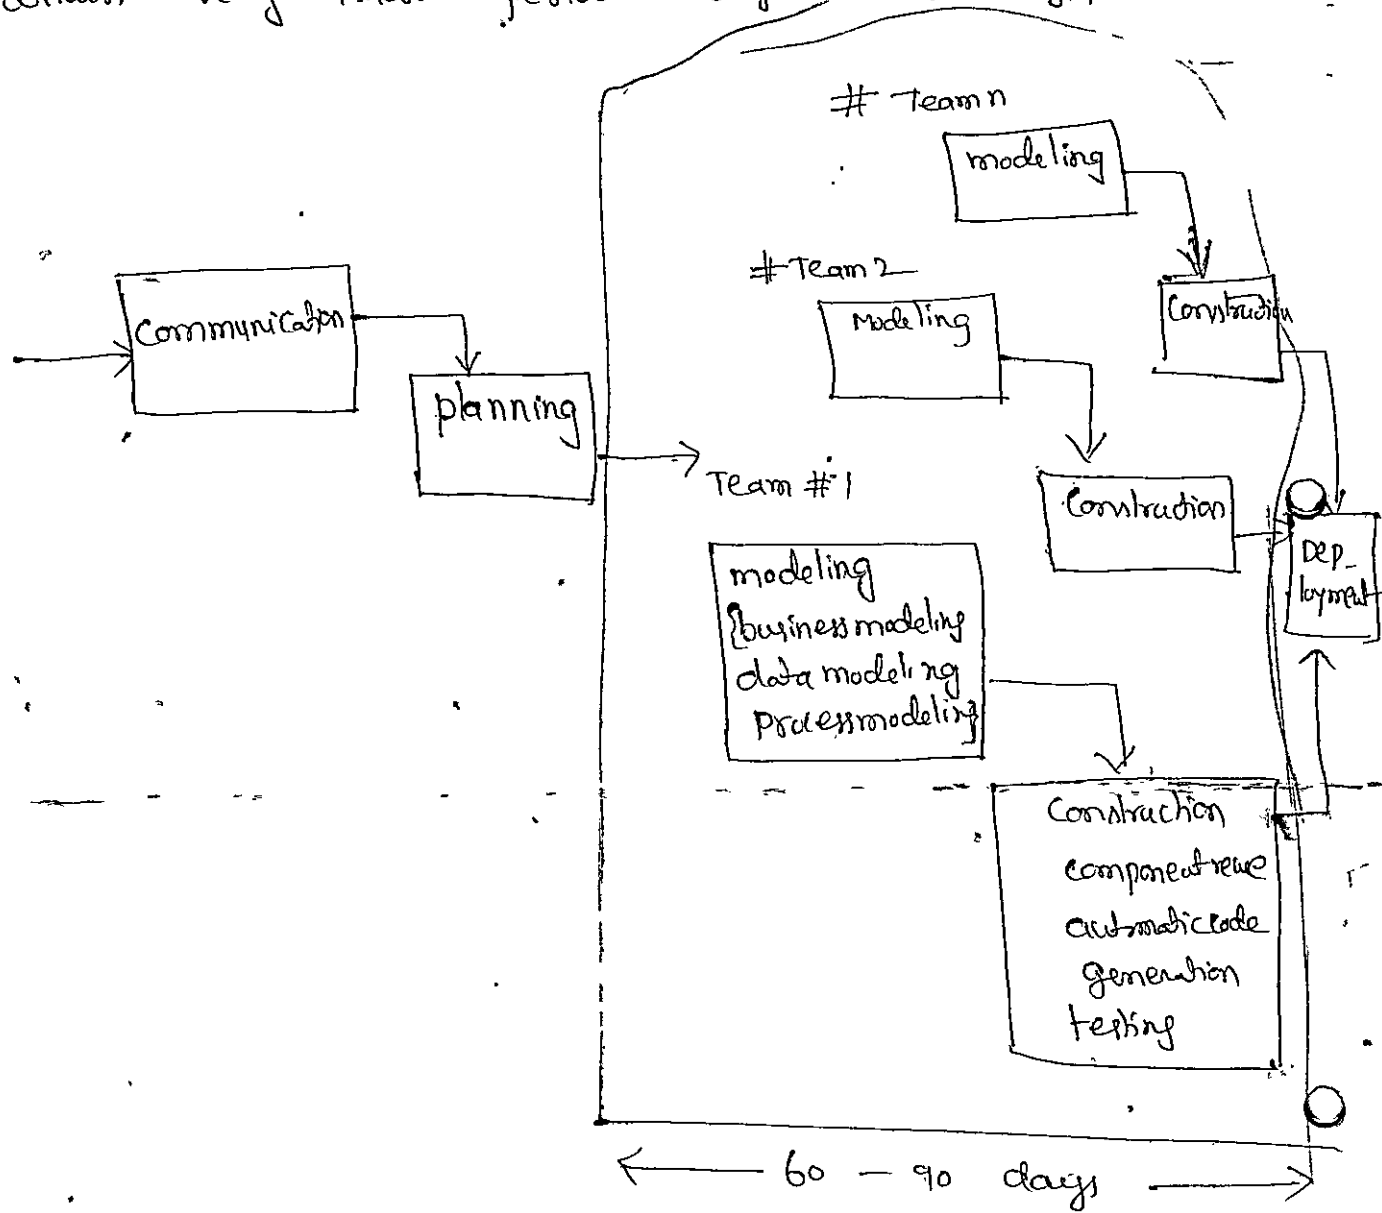 # Team n
modeling
# Team 2
Modeling
Construction
Communication
planning
Team # 1
Construction
Dep_
loyment
modeling
{business modeling
data modeling
Process modeling}
Construction
component reuse
automatic code
generation
testing
60 - 90 days